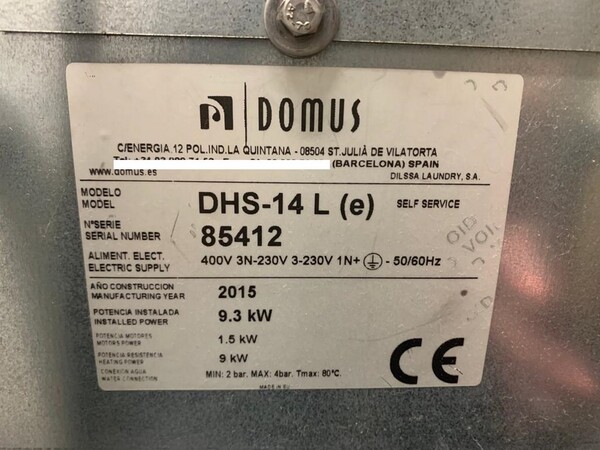 DOMUS
C/ENERGIA.12 POL.IND.LA QUINTANA - 08504 ST.JULIÀ DE VILATORTA
(BARCELONA) SPAIN
www.domus.es DILSSA LAUNDRY, S.A.
MODELO
MODEL
DHS-14 L (e) SELF SERVICE
NºSERIE
SERIAL NUMBER
85412
ALIMENT. ELECT.
ELECTRIC SUPPLY
400V 3N-230V 3-230V 1N+ - 50/60Hz
AÑO CONSTRUCCION
MANUFACTURING YEAR
2015
POTENCIA INSTALADA
INSTALLED POWER
9.3 kW
POTENCIA MOTORES
MOTORS POWER
1.5 kW
POTENCIA RESISTENCIA
HEATING POWER
9 kW
CONEXION AGUA
WATER CONNECTION
MIN: 2 bar. MAX: 4bar. Tmax: 80ºC.
MADE IN EU
CE
VOID